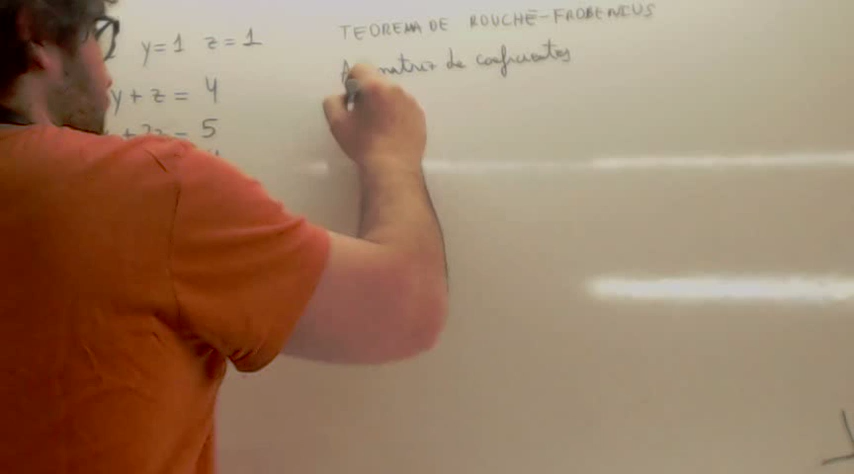 y=1 z=1
y+z = 4
+2z = 5
TEOREMA DE ROUCHÉ-FROBENIUS
A matriz de coeficientes